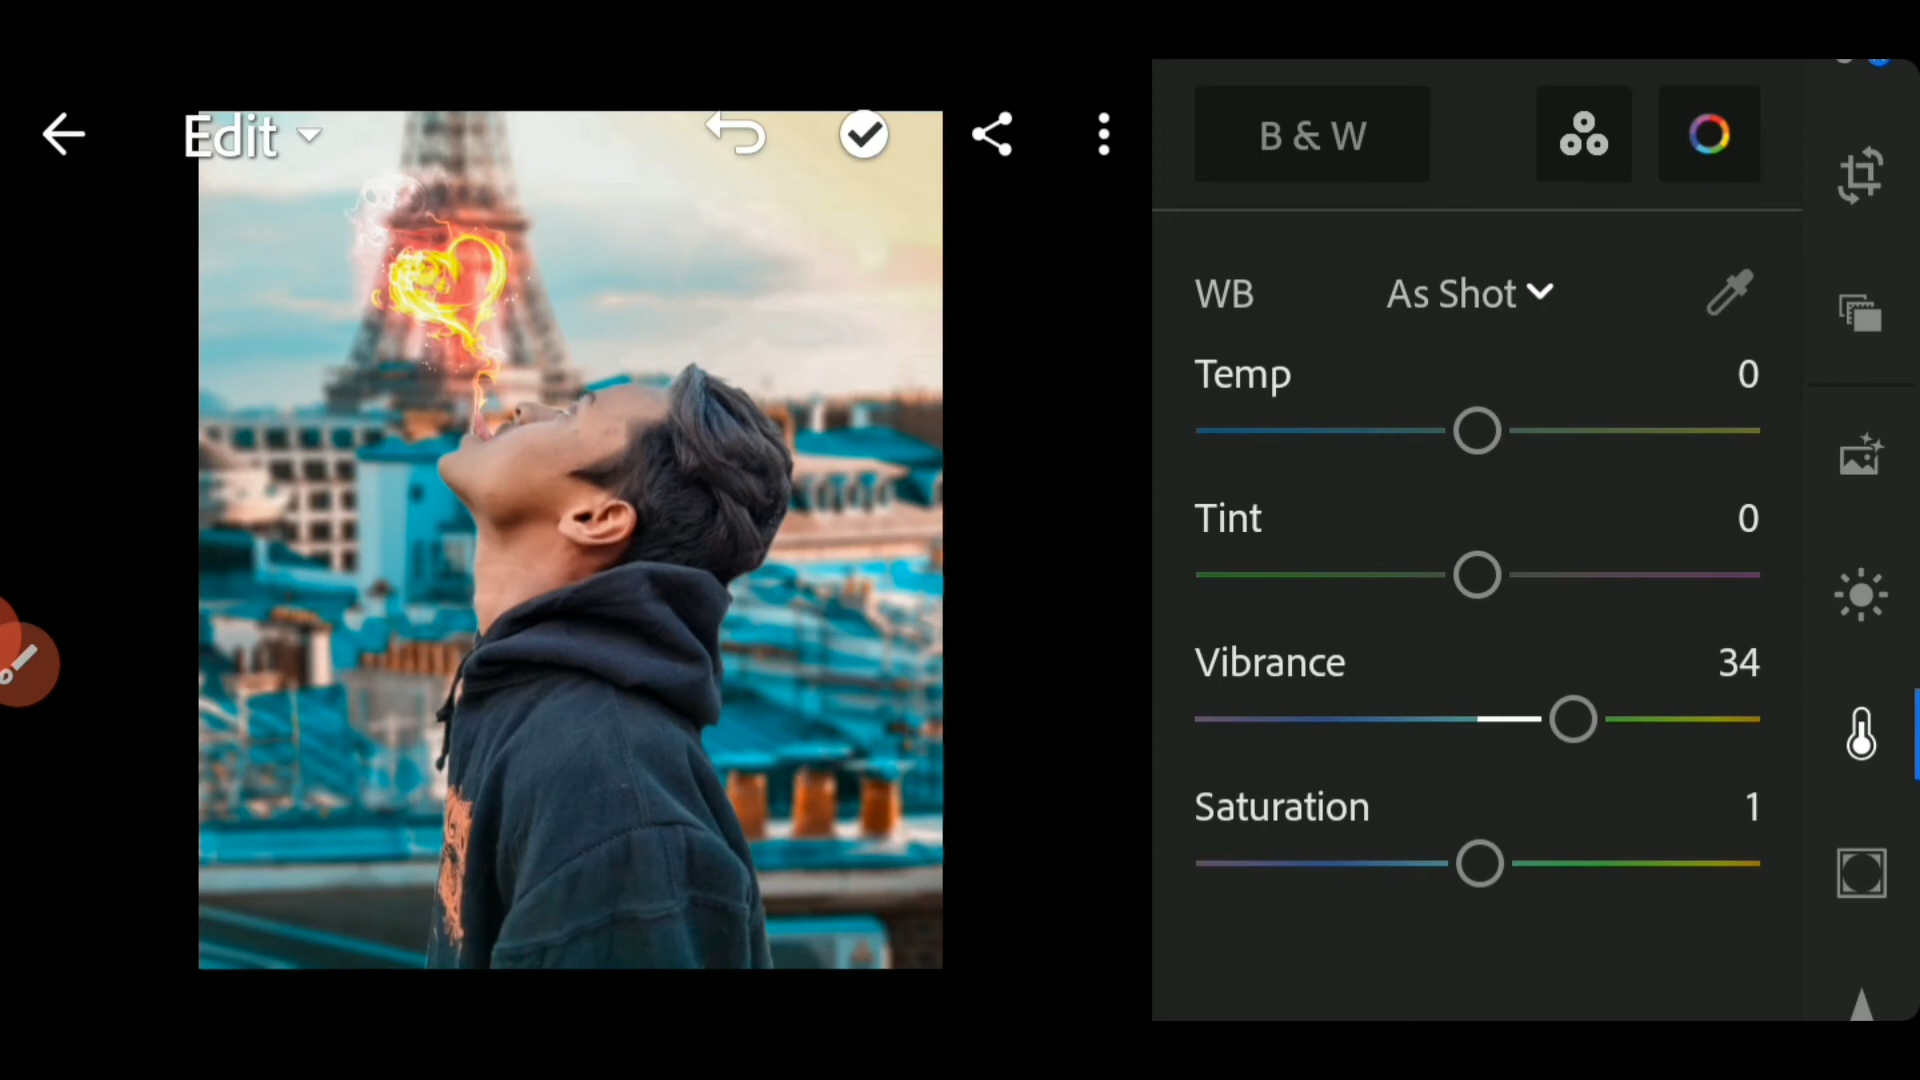 Edit
B & W
WB As Shot
Temp 0
Tint 0
Vibrance 34
Saturation 1